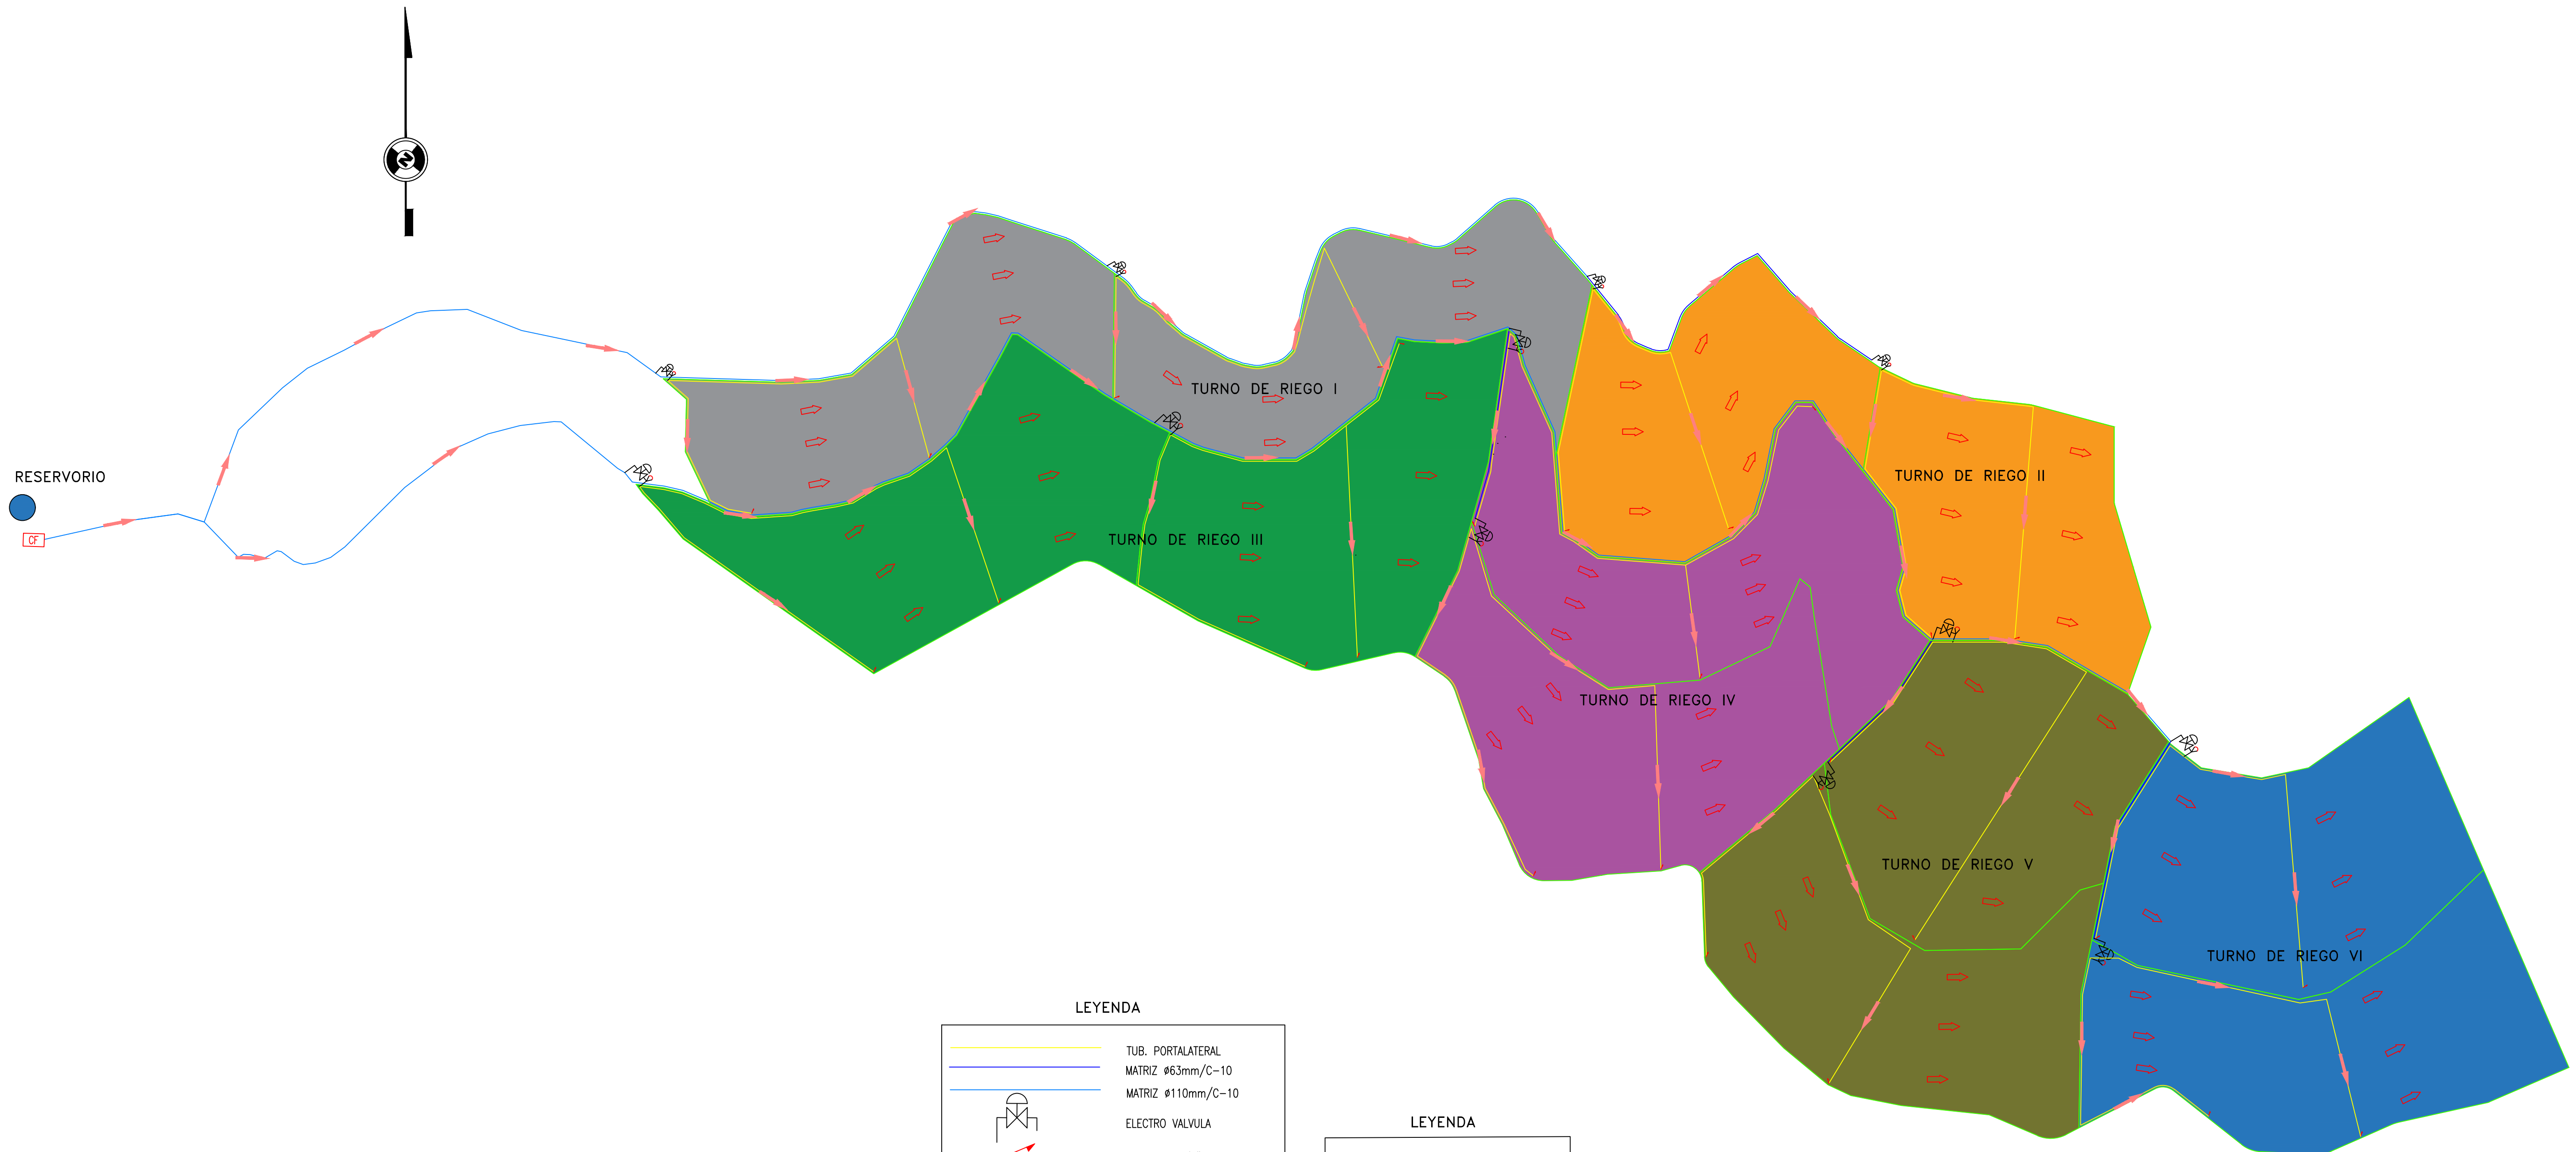 RESERVORIO
CF
N
TURNO DE RIEGO I
TURNO DE RIEGO II
TURNO DE RIEGO III
TURNO DE RIEGO IV
TURNO DE RIEGO V
TURNO DE RIEGO VI
LEYENDA
TUB. PORTALATERAL
MATRIZ Ø63mm/C-10
MATRIZ Ø110mm/C-10
ELECTRO VALVULA
LEYENDA